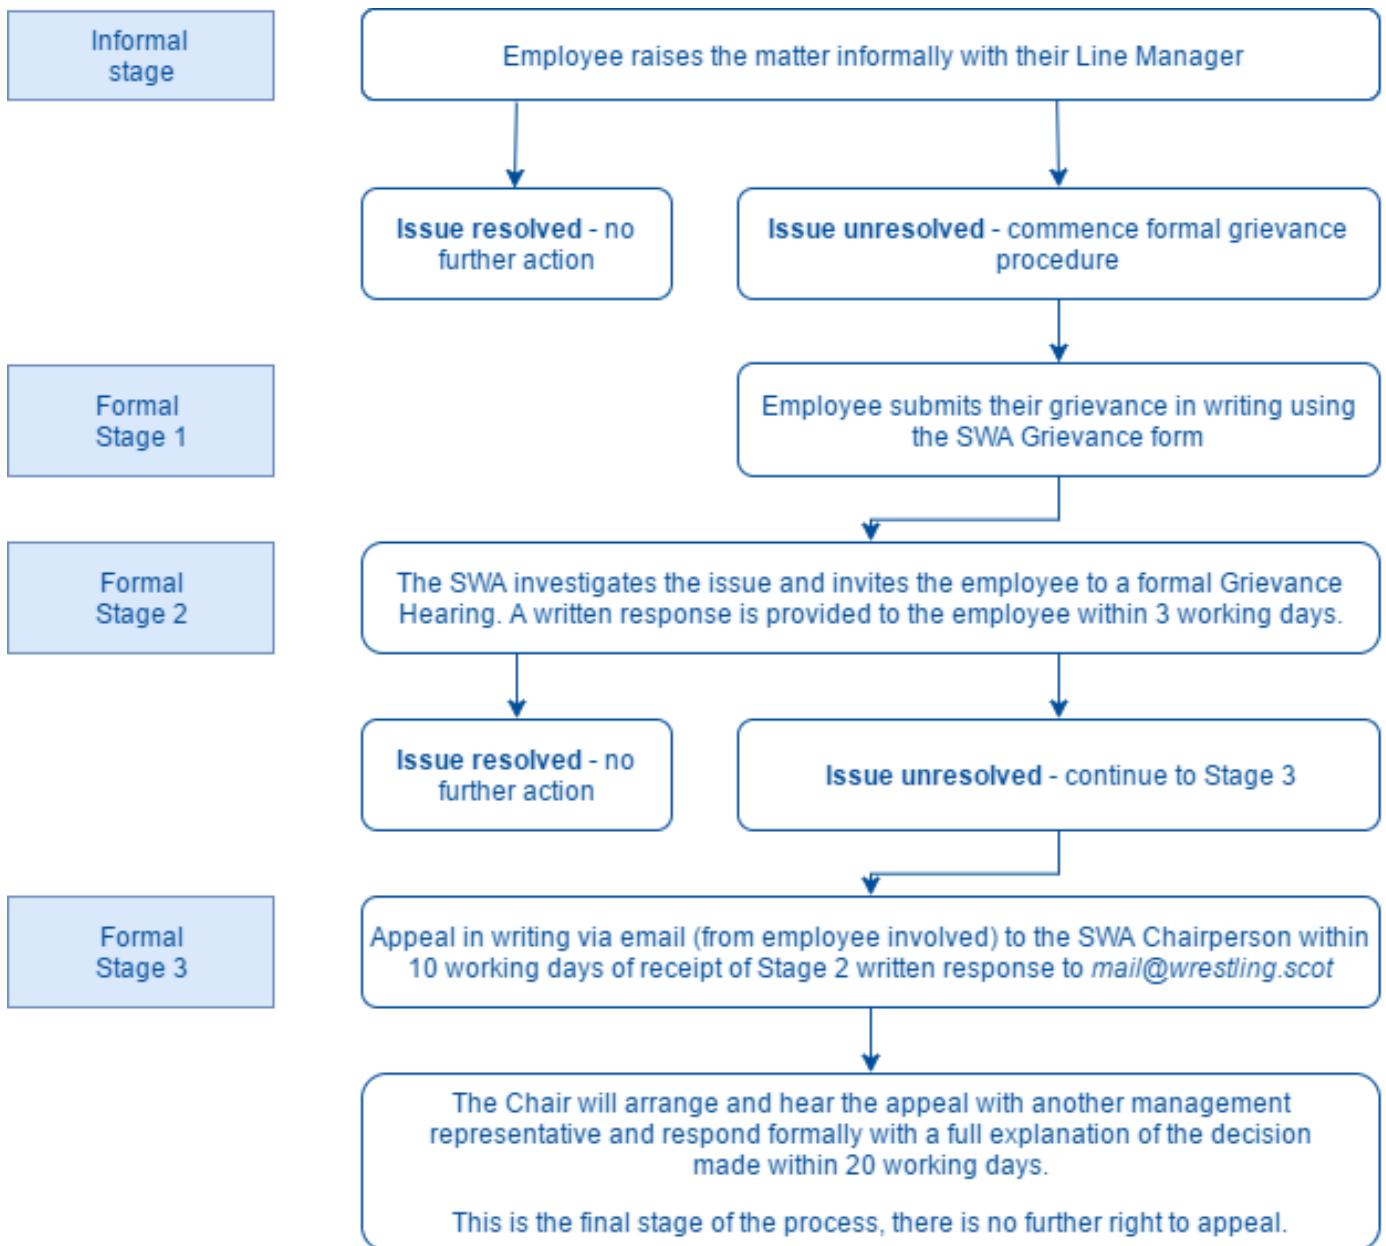 Informal
stage
Employee raises the matter informally with their Line Manager
Issue resolved - no
further action
Issue unresolved - commence formal grievance
procedure
Formal
Stage 1
Employee submits their grievance in writing using
the SWA Grievance form
Formal
Stage 2
The SWA investigates the issue and invites the employee to a formal Grievance
Hearing. A written response is provided to the employee within 3 working days.
Issue resolved - no
further action
Issue unresolved - continue to Stage 3
Formal
Stage 3
Appeal in writing via email (from employee involved) to the SWA Chairperson within
10 working days of receipt of Stage 2 written response to mail@wrestling.scot
The Chair will arrange and hear the appeal with another management
representative and respond formally with a full explanation of the decision
made within 20 working days.
This is the final stage of the process, there is no further right to appeal.